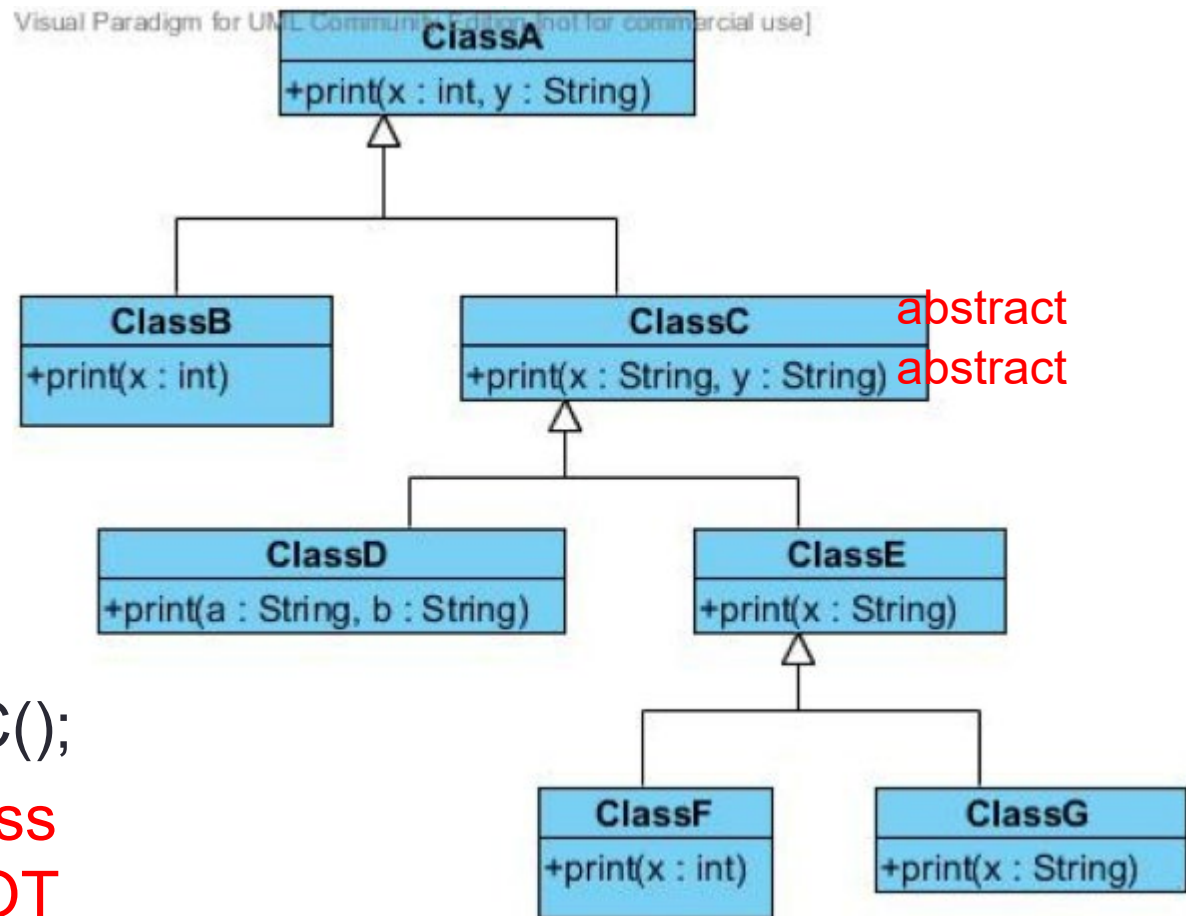 Visual Paradigm for UML Community Edition [not for commercial use]
ClassA
+print(x : int, y : String)
ClassB
+print(x : int)
ClassC
abstract
+print(x : String, y : String)
abstract
ClassD
+print(a : String, b : String)
ClassE
+print(x : String)
C();
ss
OT
ClassF
+print(x : int)
ClassG
+print(x : String)